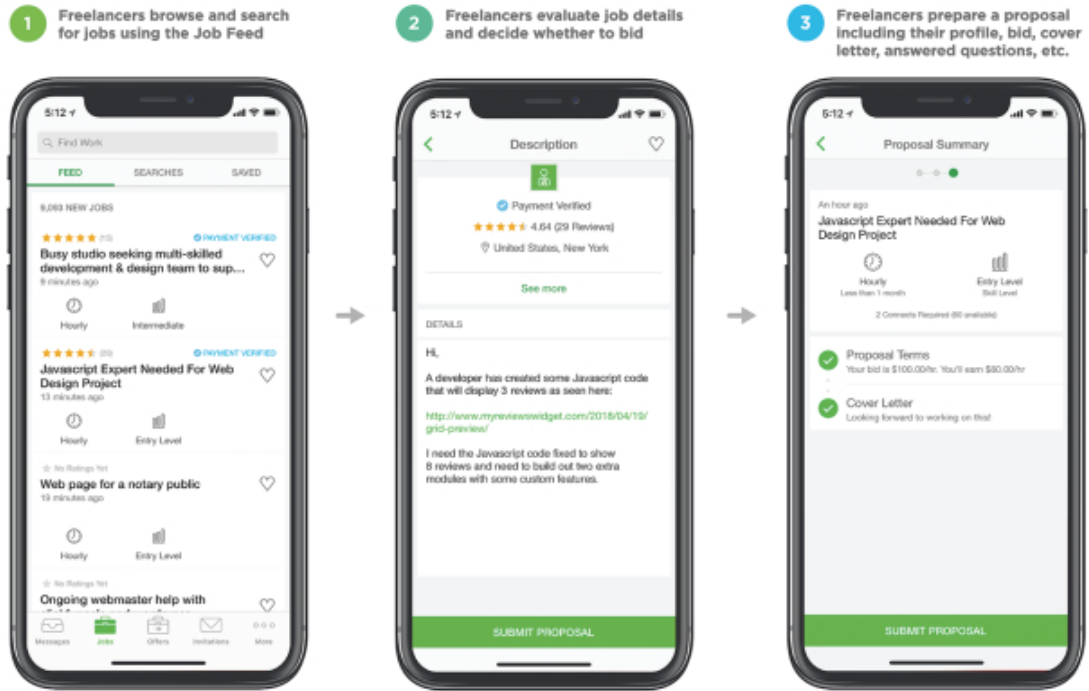 1
Freelancers browse and search
for jobs using the Job Feed
5:12
Find Work
FEED SEARCHES SAVED
9,093 NEW JOBS
(15) PAYMENT VERIFIED
Busy studio seeking multi-skilled
development & design team to sup...
9 minutes ago
Hourly Intermediate
PAYMENT VERIFIED
Javascript Expert Needed For Web
Design Project
13 minutes ago
Hourly Entry Level
No Ratings Yet
Web page for a notary public
19 minutes ago
Hourly Entry Level
No Ratings Yet
Ongoing webmaster help with
Messages Jobs Offers Invitations More
2
Freelancers evaluate job details
and decide whether to bid
5:12
Description
Payment Verified
4.64 (29 Reviews)
United States, New York
See more
DETAILS
Hi,
A developer has created some Javascript code
that will display 3 reviews as seen here:
http://www.myreviewswidget.com/2018/04/19/
grid-preview/
I need the Javascript code fixed to show
8 reviews and need to build out two extra
modules with some custom features.
SUBMIT PROPOSAL
3
Freelancers prepare a proposal
including their profile, bid, cover
letter, answered questions, etc.
5:12
Proposal Summary
An hour ago
Javascript Expert Needed For Web
Design Project
Hourly Entry Level
Less than 1 month Skill Level
2 Connects Required (60 available)
Proposal Terms
Your bid is $100.00/hr. You'll earn $80.00/hr
Cover Letter
Looking forward to working on this!
SUBMIT PROPOSAL